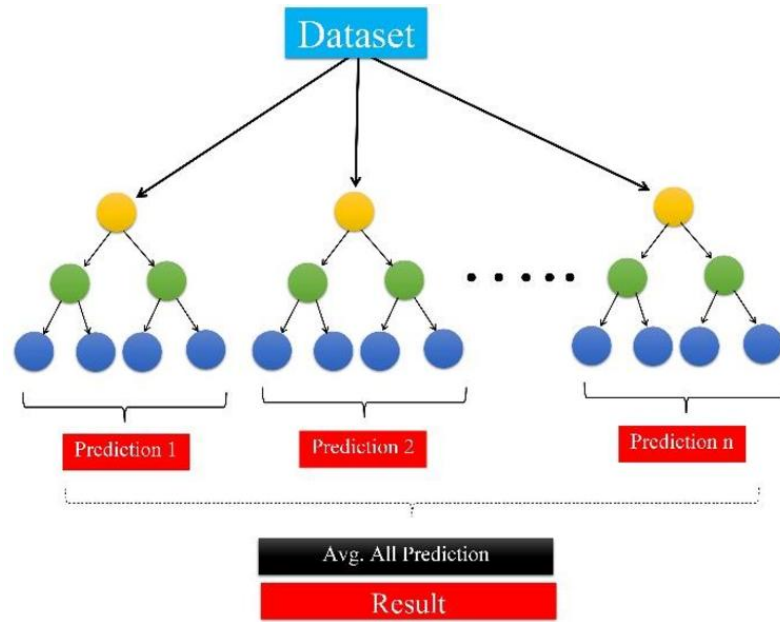 Dataset
Prediction 1
Prediction 2
Prediction n
Avg. All Prediction
Result